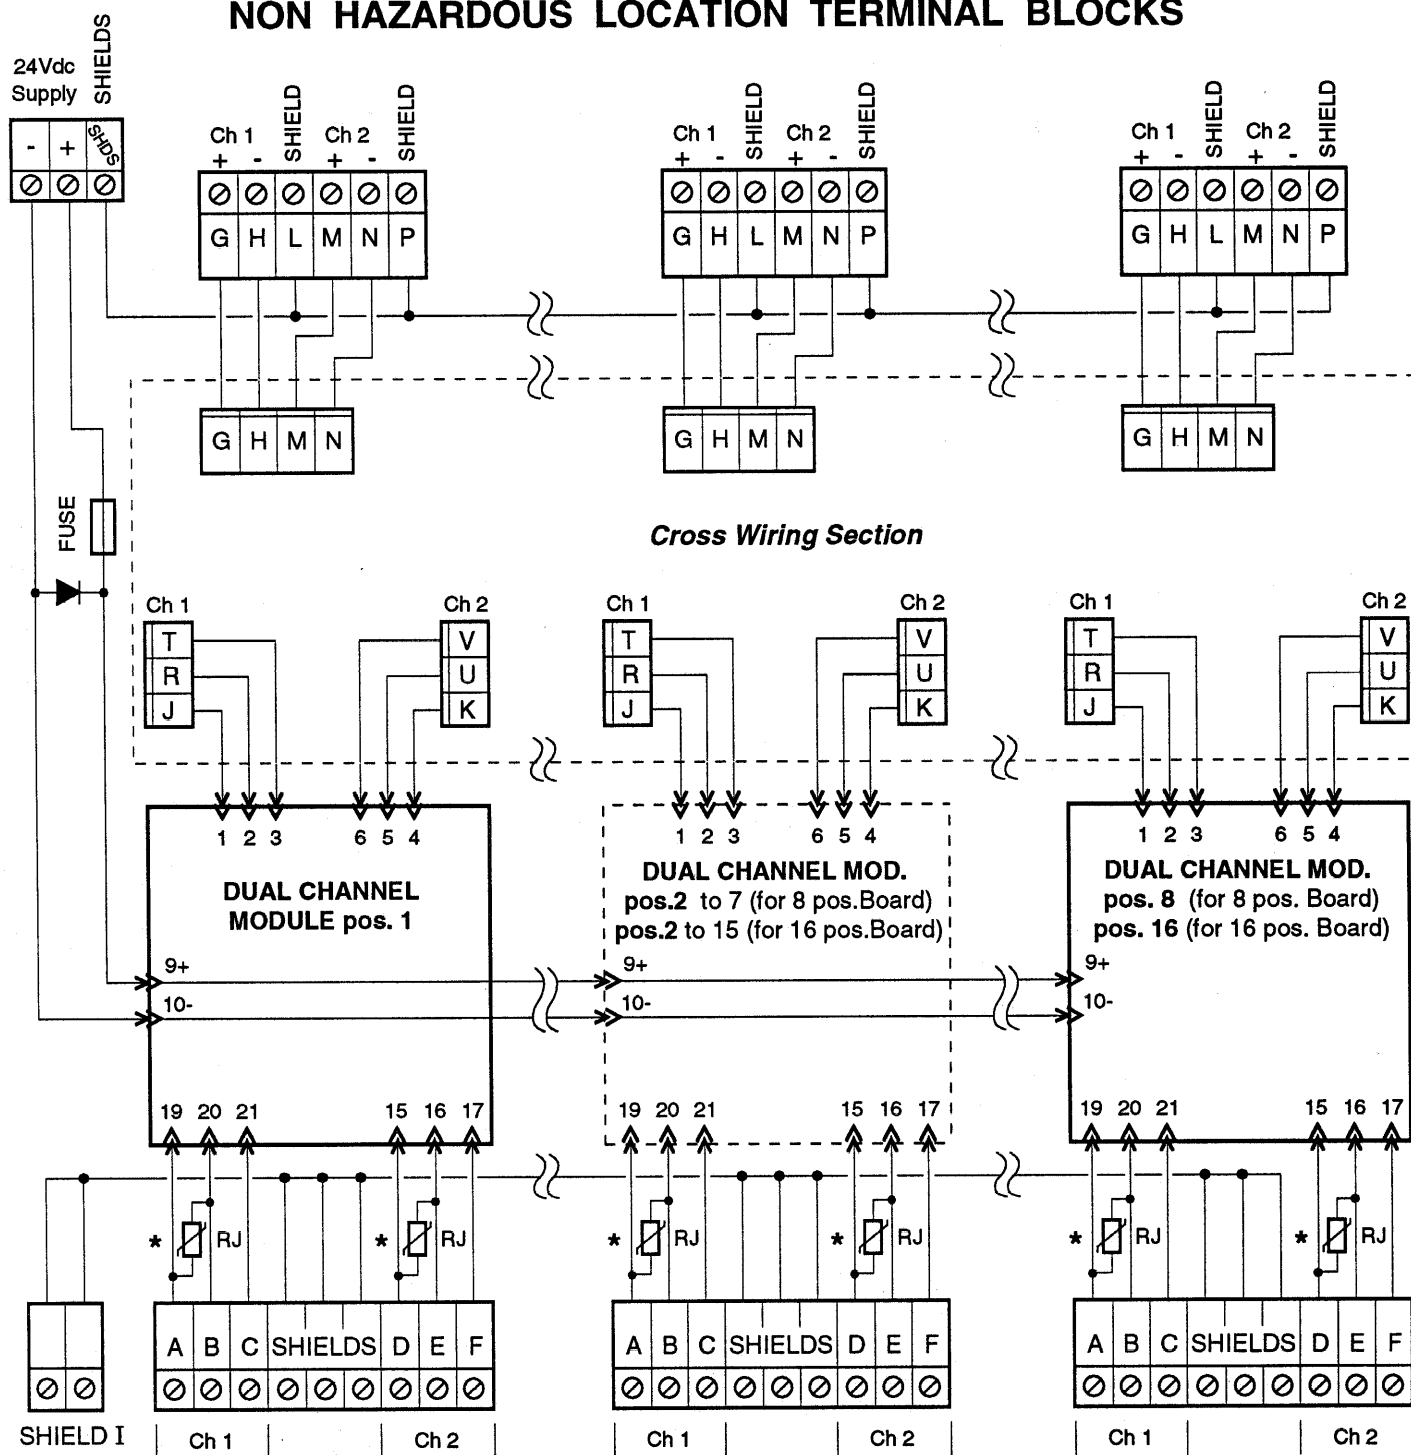 NON HAZARDOUS LOCATION TERMINAL BLOCKS
24Vdc
Supply
SHIELDS
- + SHDS
Ch 1 SHIELD Ch 2 SHIELD
+ - + -
G H L M N P
Ch 1 SHIELD Ch 2 SHIELD
+ - + -
G H L M N P
Ch 1 SHIELD Ch 2 SHIELD
+ - + -
G H L M N P
G H M N
G H M N
G H M N
FUSE
Cross Wiring Section
Ch 1
T
R
J
Ch 2
V
U
K
Ch 1
T
R
J
Ch 2
V
U
K
Ch 1
T
R
J
Ch 2
V
U
K
1 2 3 6 5 4
DUAL CHANNEL
MODULE pos. 1
9+
10-
19 20 21 15 16 17
1 2 3 6 5 4
DUAL CHANNEL MOD.
pos.2 to 7 (for 8 pos.Board)
pos.2 to 15 (for 16 pos.Board)
9+
10-
19 20 21 15 16 17
1 2 3 6 5 4
DUAL CHANNEL MOD.
pos. 8 (for 8 pos. Board)
pos. 16 (for 16 pos. Board)
9+
10-
19 20 21 15 16 17
* RJ * RJ
* RJ * RJ
* RJ * RJ
SHIELD I
A B C SHIELDS D E F
Ch 1 Ch 2
A B C SHIELDS D E F
Ch 1 Ch 2
A B C SHIELDS D E F
Ch 1 Ch 2